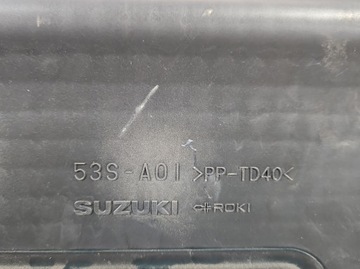 53S-A01 >PP-TD40<
SUZUKI ROKI